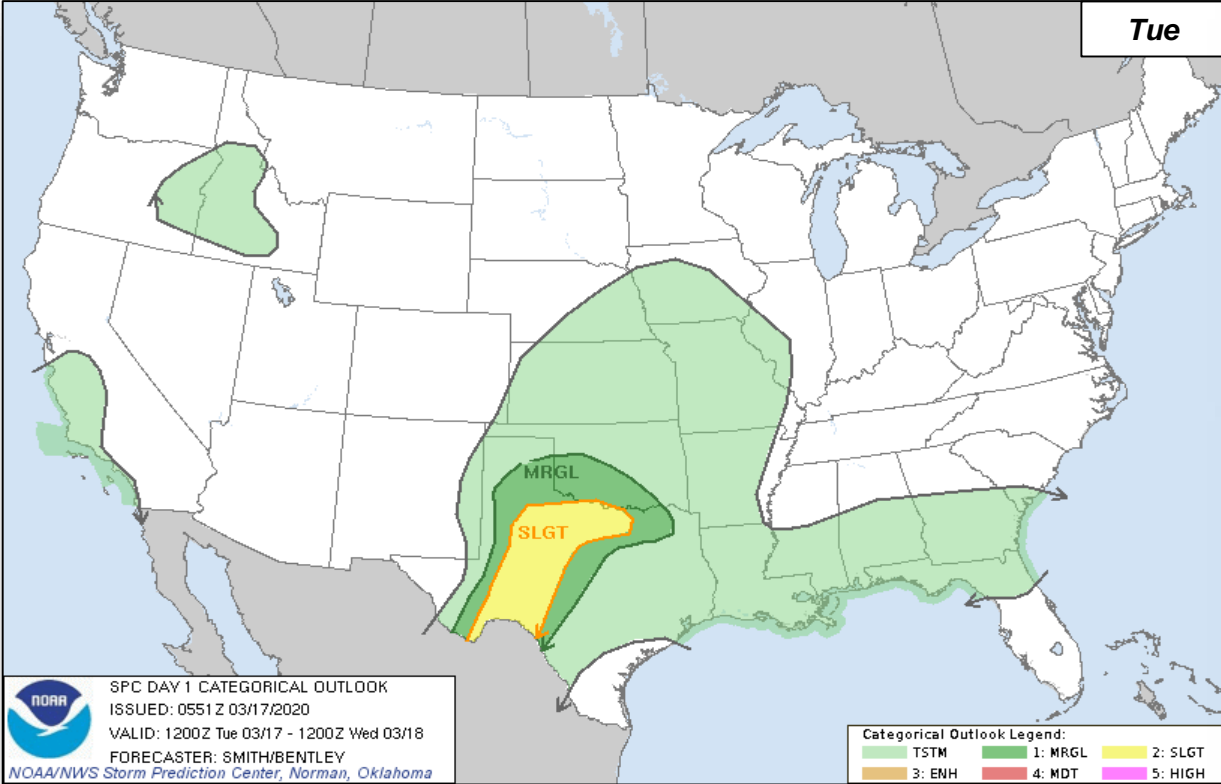 Tue
MRGL
SLGT
NOAA
SPC DAY 1 CATEGORICAL OUTLOOK
ISSUED: 0551Z 03/17/2020
VALID: 1200Z Tue 03/17 - 1200Z Wed 03/18
FORECASTER: SMITH/BENTLEY
NOAA/NWS Storm Prediction Center, Norman, Oklahoma
Categorical Outlook Legend:
TSTM 1: MRGL 2: SLGT
3: ENH 4: MDT 5: HIGH